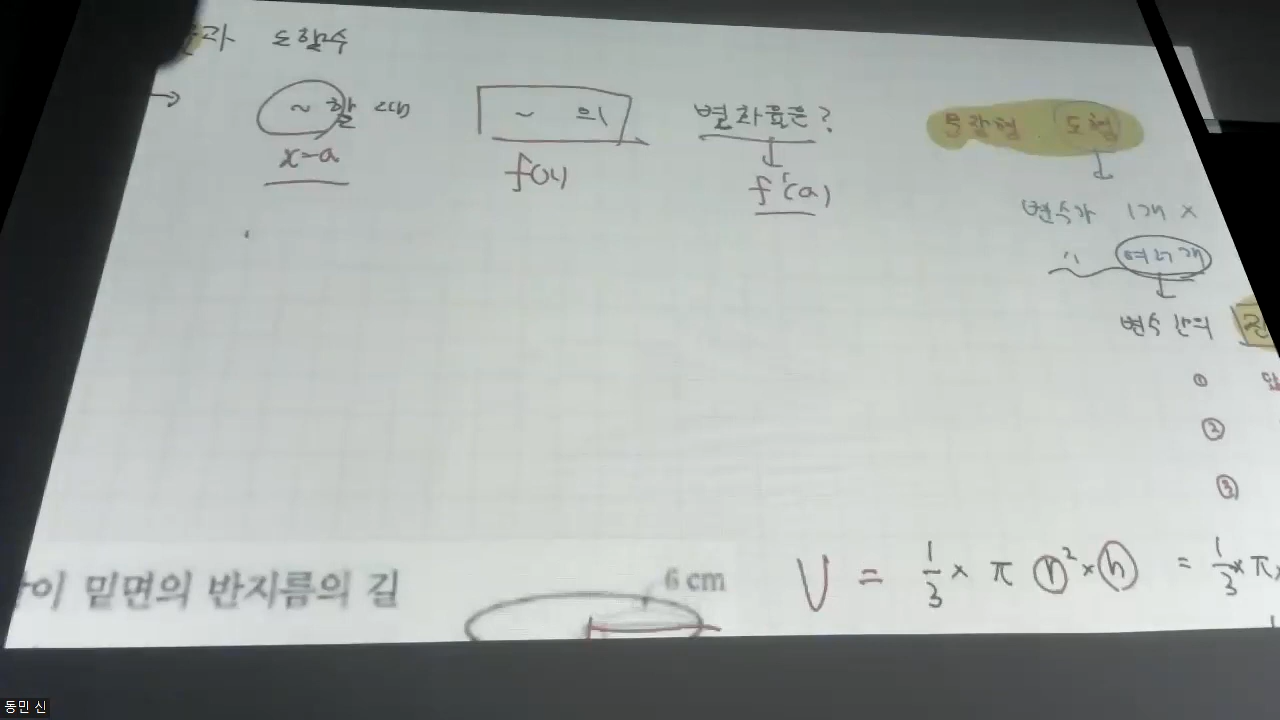 과 도함수
→ ~ 할 때 ~ 의 변화율은?
x=a f(x) f'(a)
도형
변수가 1개 x
" 여러개
변수 간의
①
②
③
이 밑면의 반지름의 길
6 cm
V = 1/3 × π r² × h = 1/3 × π
동민 신